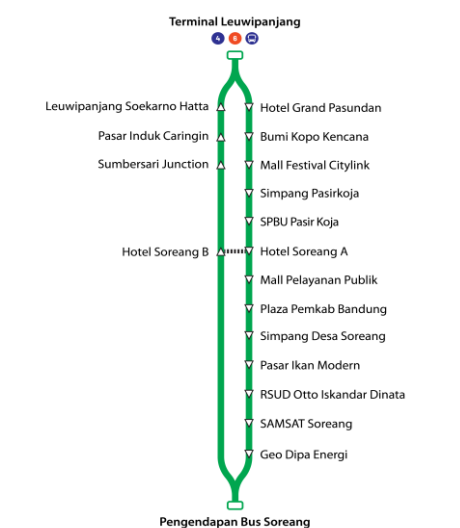 Terminal Leuwipanjang
4 6
Leuwipanjang Soekarno Hatta
Hotel Grand Pasundan
Pasar Induk Caringin
Bumi Kopo Kencana
Sumbersari Junction
Mall Festival Citylink
Simpang Pasirkoja
SPBU Pasir Koja
Hotel Soreang B
Hotel Soreang A
Mall Pelayanan Publik
Plaza Pemkab Bandung
Simpang Desa Soreang
Pasar Ikan Modern
RSUD Otto Iskandar Dinata
SAMSAT Soreang
Geo Dipa Energi
Pengendapan Bus Soreang